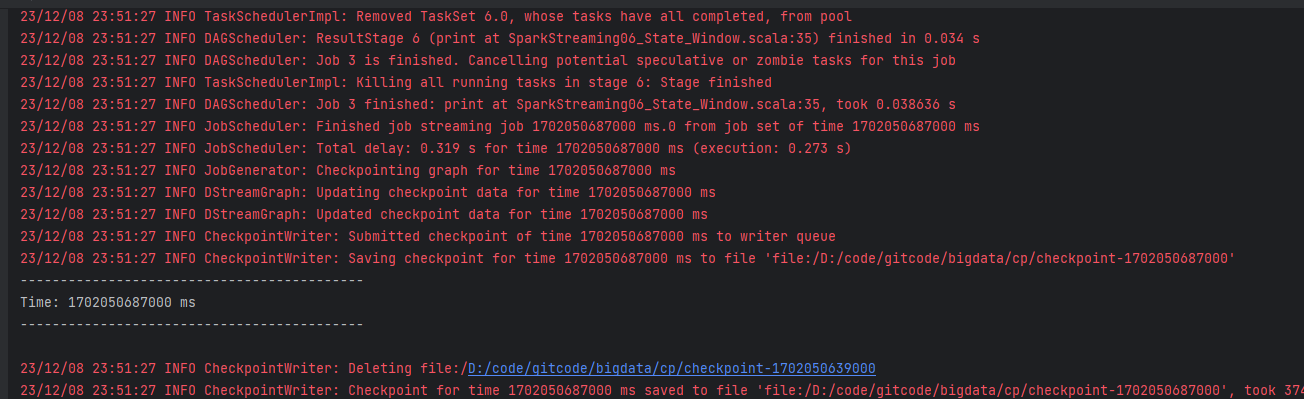 23/12/08 23:51:27 INFO TaskSchedulerImpl: Removed TaskSet 6.0, whose tasks have all completed, from pool
23/12/08 23:51:27 INFO DAGScheduler: ResultStage 6 (print at SparkStreaming06_State_Window.scala:35) finished in 0.034 s
23/12/08 23:51:27 INFO DAGScheduler: Job 3 is finished. Cancelling potential speculative or zombie tasks for this job
23/12/08 23:51:27 INFO TaskSchedulerImpl: Killing all running tasks in stage 6: Stage finished
23/12/08 23:51:27 INFO DAGScheduler: Job 3 finished: print at SparkStreaming06_State_Window.scala:35, took 0.038636 s
23/12/08 23:51:27 INFO JobScheduler: Finished job streaming job 1702050687000 ms.0 from job set of time 1702050687000 ms
23/12/08 23:51:27 INFO JobScheduler: Total delay: 0.319 s for time 1702050687000 ms (execution: 0.273 s)
23/12/08 23:51:27 INFO JobGenerator: Checkpointing graph for time 1702050687000 ms
23/12/08 23:51:27 INFO DStreamGraph: Updating checkpoint data for time 1702050687000 ms
23/12/08 23:51:27 INFO DStreamGraph: Updated checkpoint data for time 1702050687000 ms
23/12/08 23:51:27 INFO CheckpointWriter: Submitted checkpoint of time 1702050687000 ms to writer queue
23/12/08 23:51:27 INFO CheckpointWriter: Saving checkpoint for time 1702050687000 ms to file 'file:/D:/code/gitcode/bigdata/cp/checkpoint-1702050687000'
-------------------------------------------
Time: 1702050687000 ms
-------------------------------------------
23/12/08 23:51:27 INFO CheckpointWriter: Deleting file:/D:/code/gitcode/bigdata/cp/checkpoint-1702050639000
23/12/08 23:51:27 INFO CheckpointWriter: Checkpoint for time 1702050687000 ms saved to file 'file:/D:/code/gitcode/bigdata/cp/checkpoint-1702050687000', took